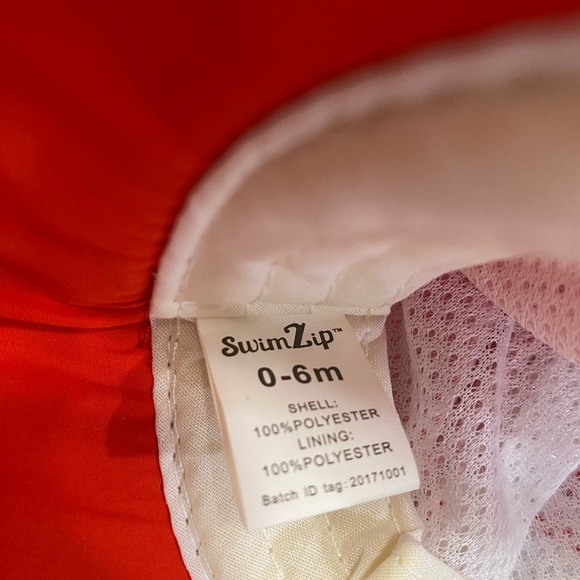 SwimZip™
0-6m
SHELL:
100%POLYESTER
LINING:
100%POLYESTER
Batch ID tag:20171001